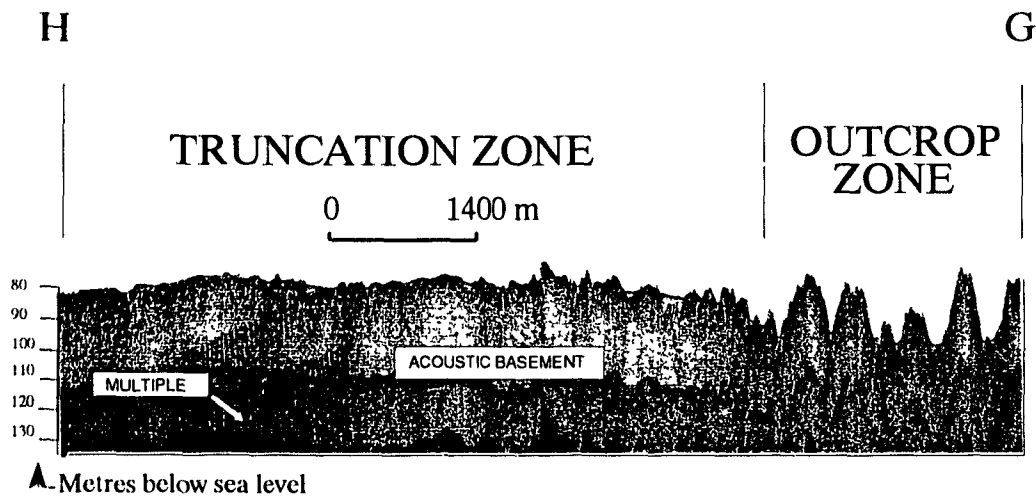 H G
TRUNCATION ZONE
OUTCROP
ZONE
0 1400 m
80
90
100
110
120
130
ACOUSTIC BASEMENT
MULTIPLE
Metres below sea level